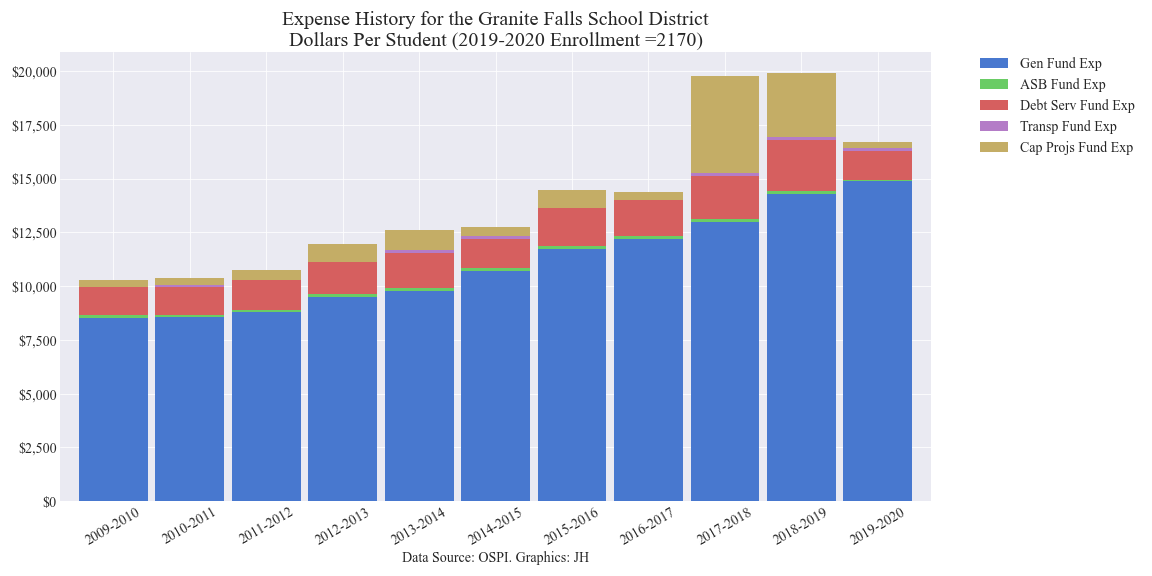 Expense History for the Granite Falls School District
Dollars Per Student (2019-2020 Enrollment =2170)
$20,000
$17,500
$15,000
$12,500
$10,000
$7,500
$5,000
$2,500
$0
2009-2010
2010-2011
2011-2012
2012-2013
2013-2014
2014-2015
2015-2016
2016-2017
2017-2018
2018-2019
2019-2020
Data Source: OSPI. Graphics: JH
Gen Fund Exp
ASB Fund Exp
Debt Serv Fund Exp
Transp Fund Exp
Cap Projs Fund Exp